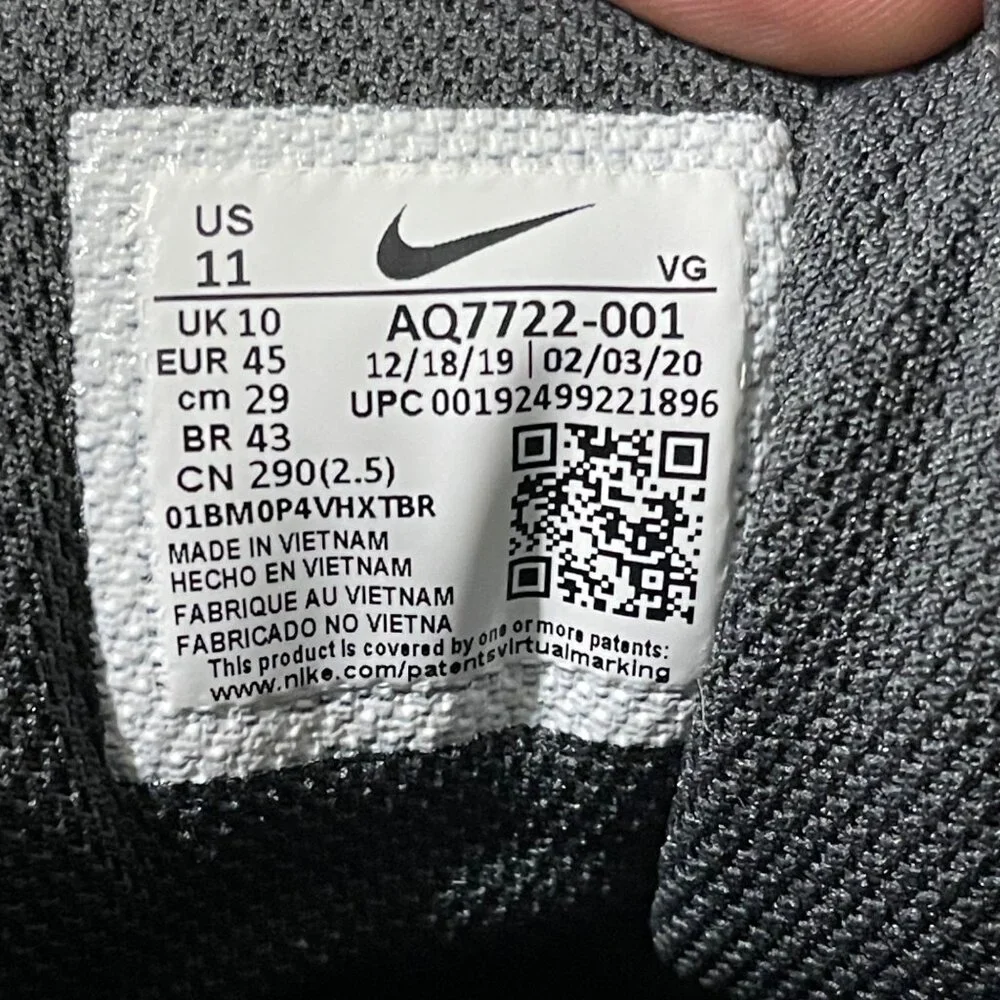 US
11
VG
UK 10
AQ7722-001
EUR 45
12/18/19 | 02/03/20
cm 29
UPC 00192499221896
BR 43
CN 290(2.5)
01BM0P4VHXTBR
MADE IN VIETNAM
HECHO EN VIETNAM
FABRIQUE AU VIETNAM
FABRICADO NO VIETNA
This product is covered by one or more patents:
www.nike.com/patentsvirtualmarking